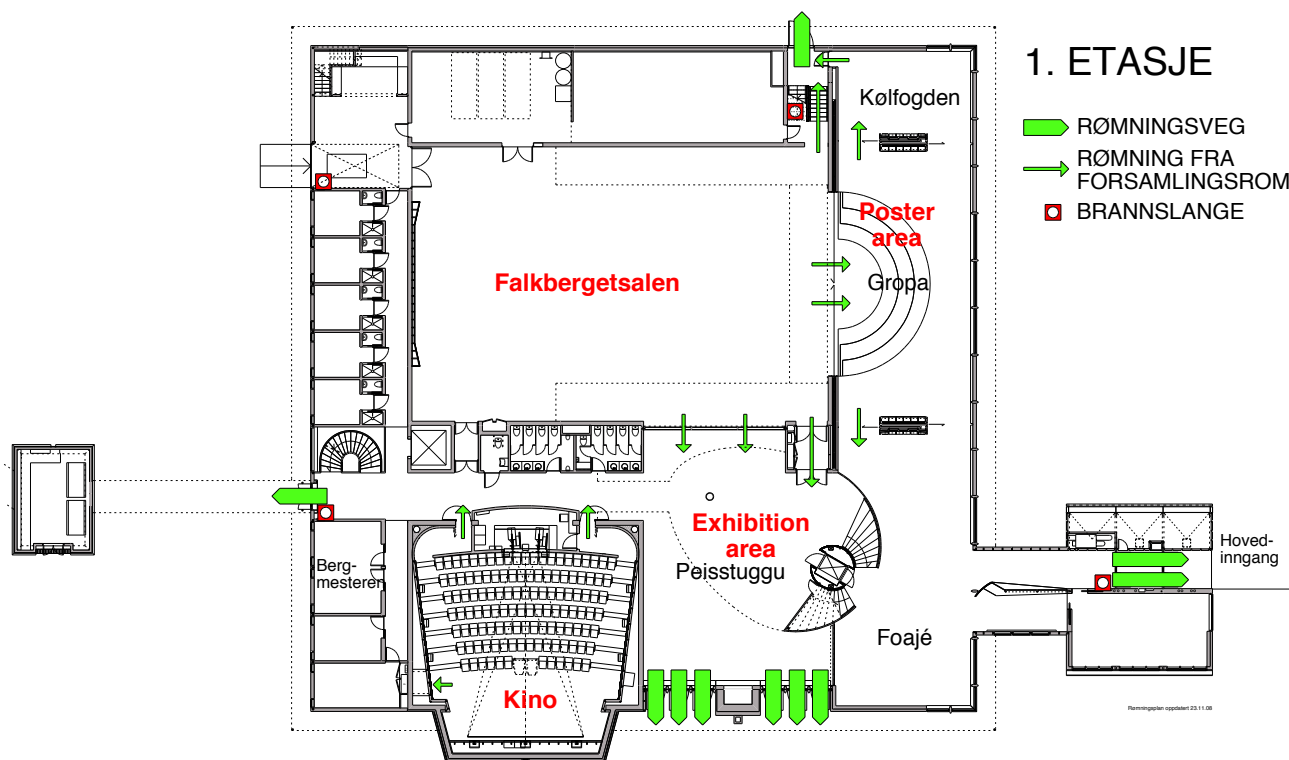 1. ETASJE
RØMNINGSVEG
RØMNING FRA
FORSAMLINGSROM
BRANNSLANGE
Kølfogden
Poster
area
Gropa
Falkbergetsalen
Exhibition
area
Peisstuggu
Berg-
mesteren
Hoved-
inngang
Foajé
Kino
Rømningsplan oppdatert 23.11.08